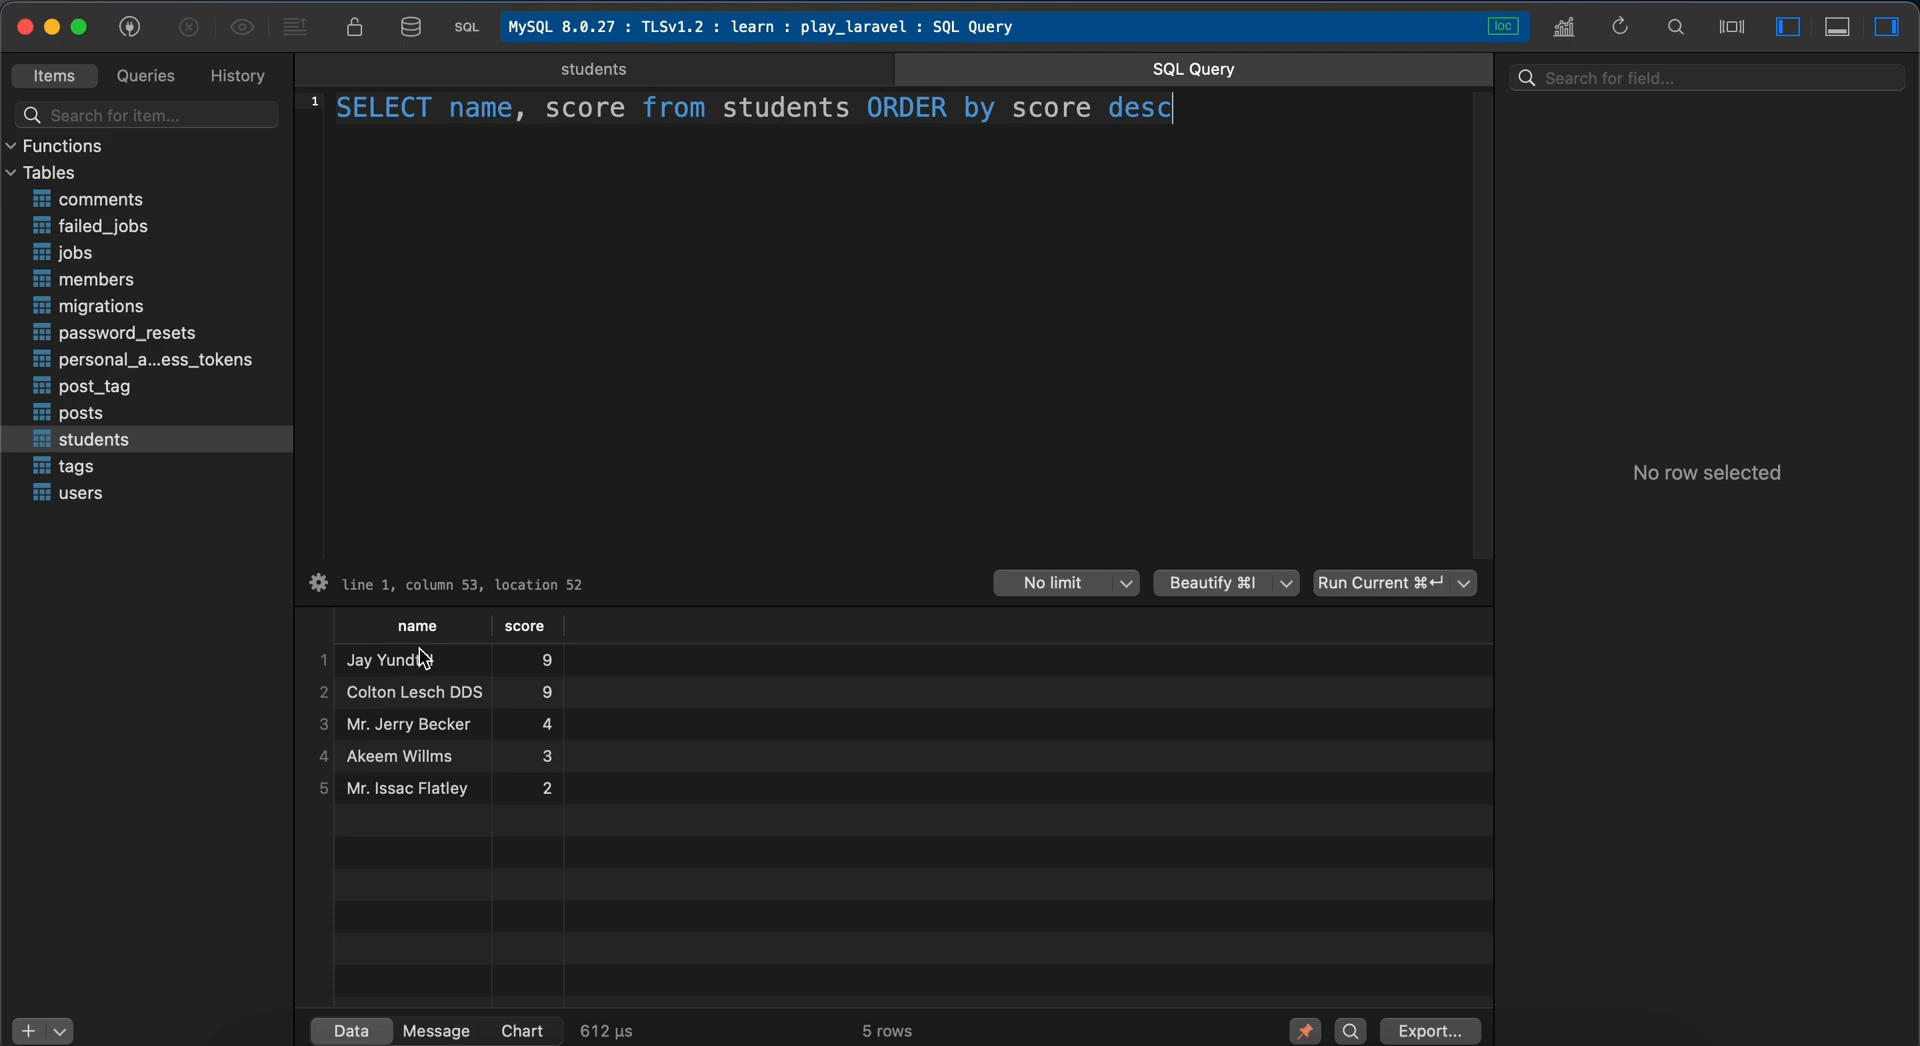 SQL MySQL 8.0.27 : TLSv1.2 : learn : play_laravel : SQL Query loc
Items Queries History
Search for item...
Functions
Tables
comments
failed_jobs
jobs
members
migrations
password_resets
personal_a...ess_tokens
post_tag
posts
students
tags
users
students SQL Query
1 SELECT name, score from students ORDER by score desc
line 1, column 53, location 52 No limit Beautify ⌘I Run Current ⌘↵
name score
1 Jay Yundt 9
2 Colton Lesch DDS 9
3 Mr. Jerry Becker 4
4 Akeem Willms 3
5 Mr. Issac Flatley 2
Data Message Chart 612 µs 5 rows Export...
Search for field...
No row selected